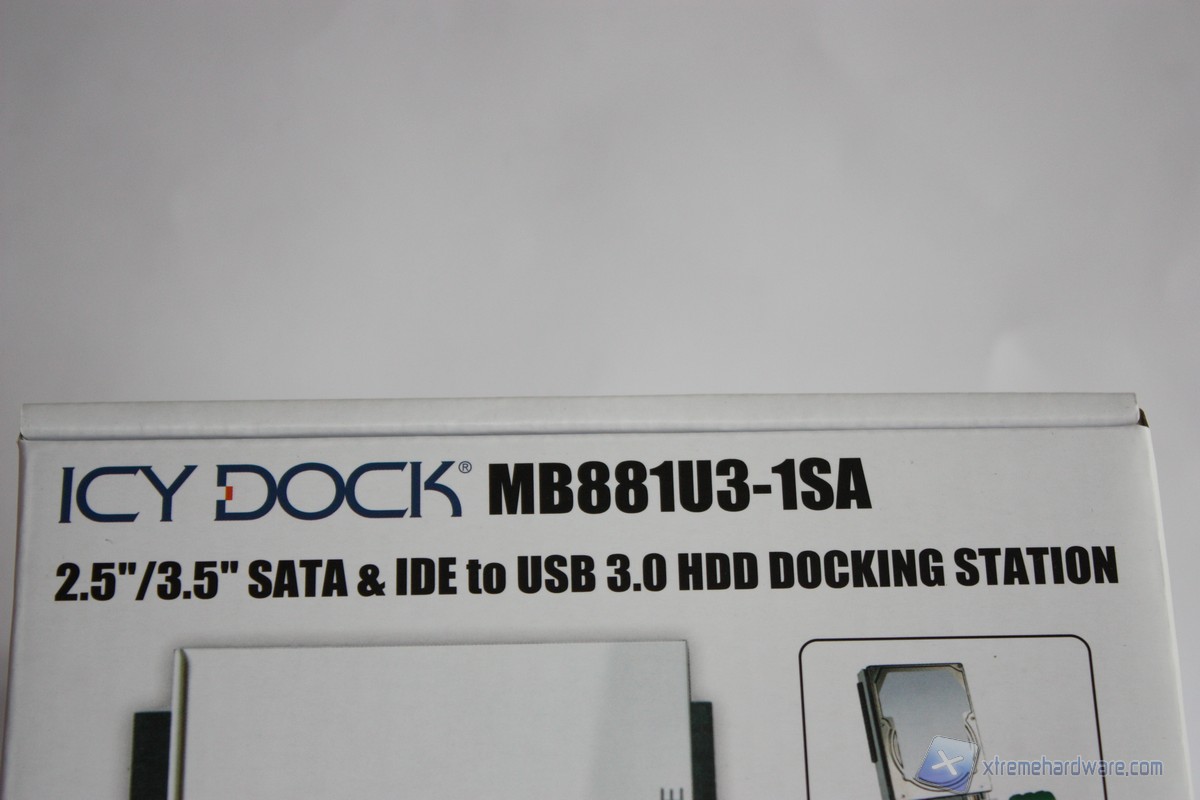 ICY DOCK® MB881U3-1SA
2.5"/3.5" SATA & IDE to USB 3.0 HDD DOCKING STATION
xtremehardware.com